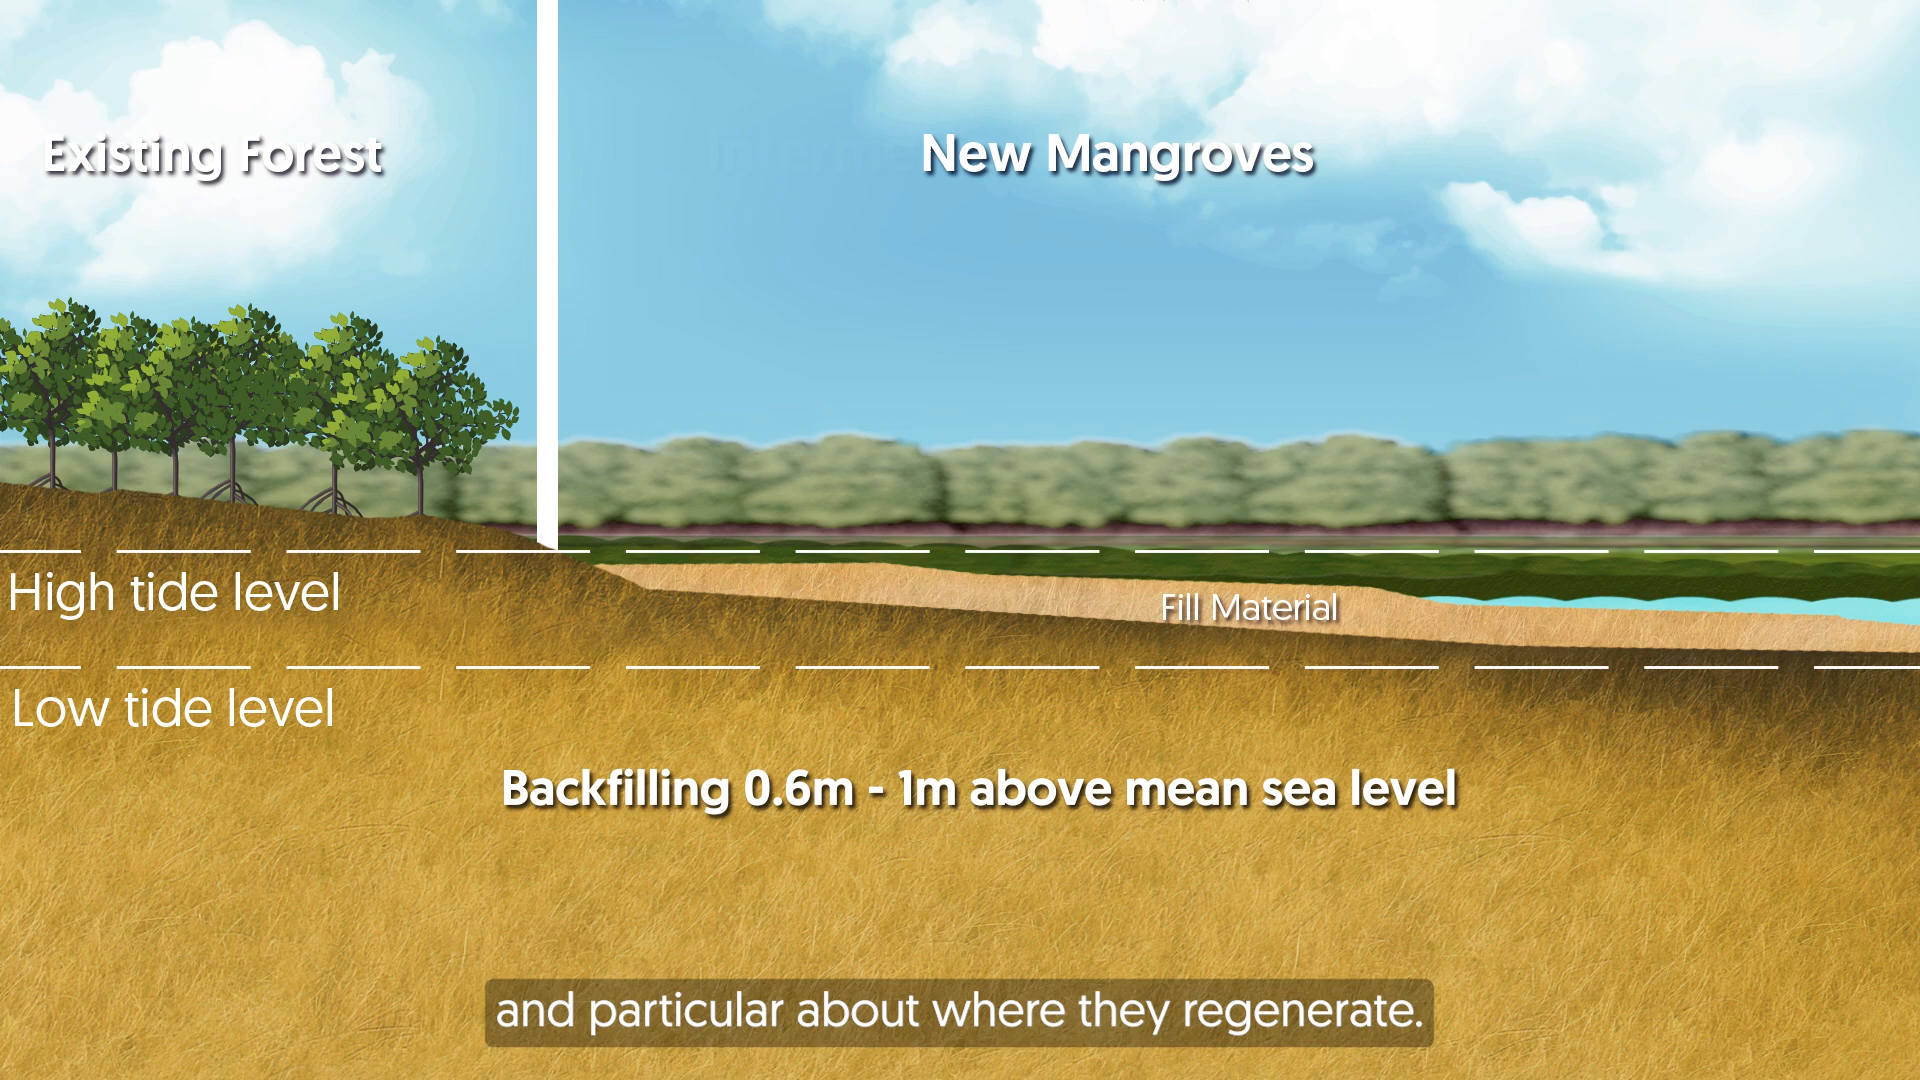 Existing Forest
New Mangroves
High tide level
Fill Material
Low tide level
Backfilling 0.6m - 1m above mean sea level
and particular about where they regenerate.